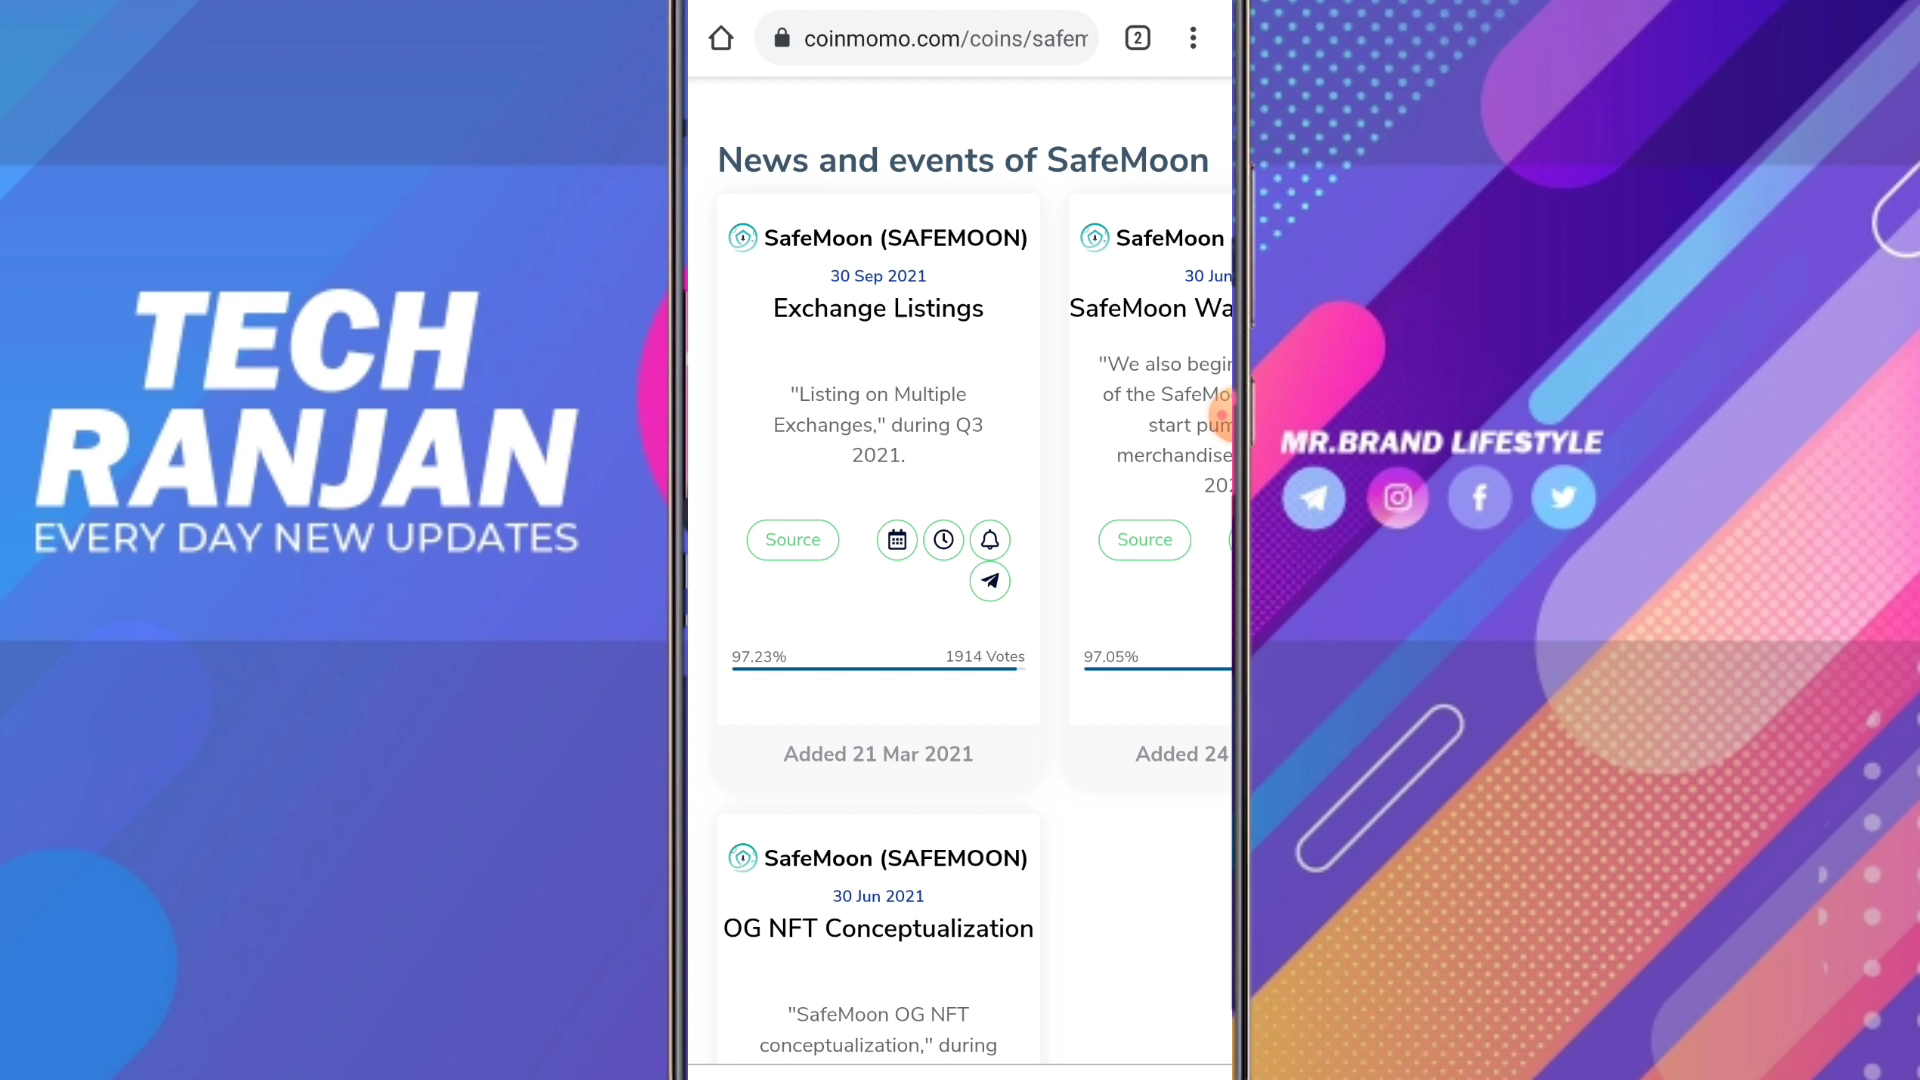 TECH
RANJAN
EVERY DAY NEW UPDATES
coinmomo.com/coins/safem
2
News and events of SafeMoon
SafeMoon (SAFEMOON)
30 Sep 2021
Exchange Listings
"Listing on Multiple
Exchanges," during Q3
2021.
Source
97.23% 1914 Votes
Added 21 Mar 2021
SafeMoon
30 Jun
SafeMoon Wa
"We also begin
of the SafeMo
start pum
merchandise
202
Source
97.05%
Added 24
SafeMoon (SAFEMOON)
30 Jun 2021
OG NFT Conceptualization
"SafeMoon OG NFT
conceptualization," during
MR.BRAND LIFESTYLE